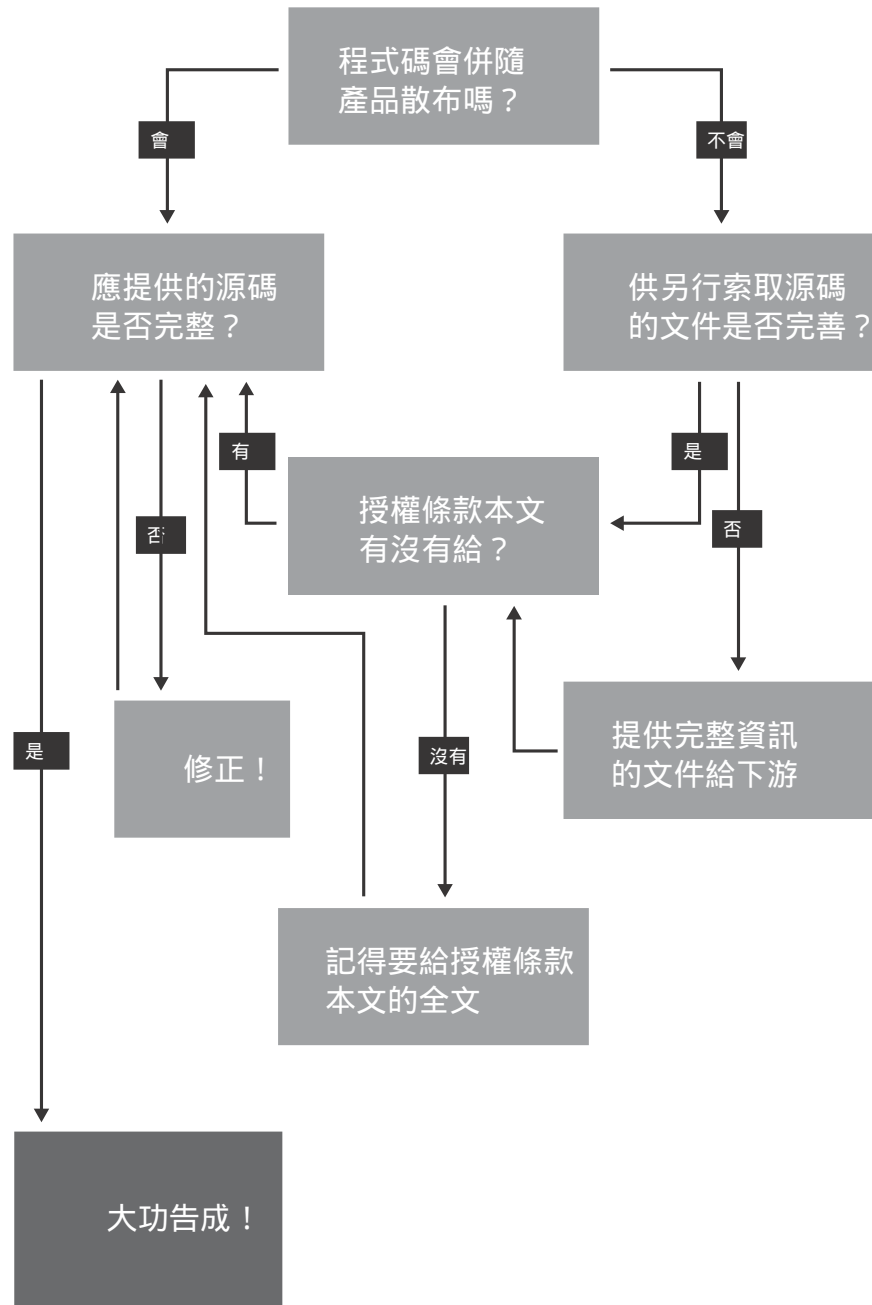 程式碼會併隨
產品散布嗎？
會
不會
應提供的源碼
是否完整？
供另行索取源碼
的文件是否完善？
有
是
授權條款本文
有沒有給？
否
否
修正！
是
沒有
提供完整資訊
的文件給下游
記得要給授權條款
本文的全文
大功告成！